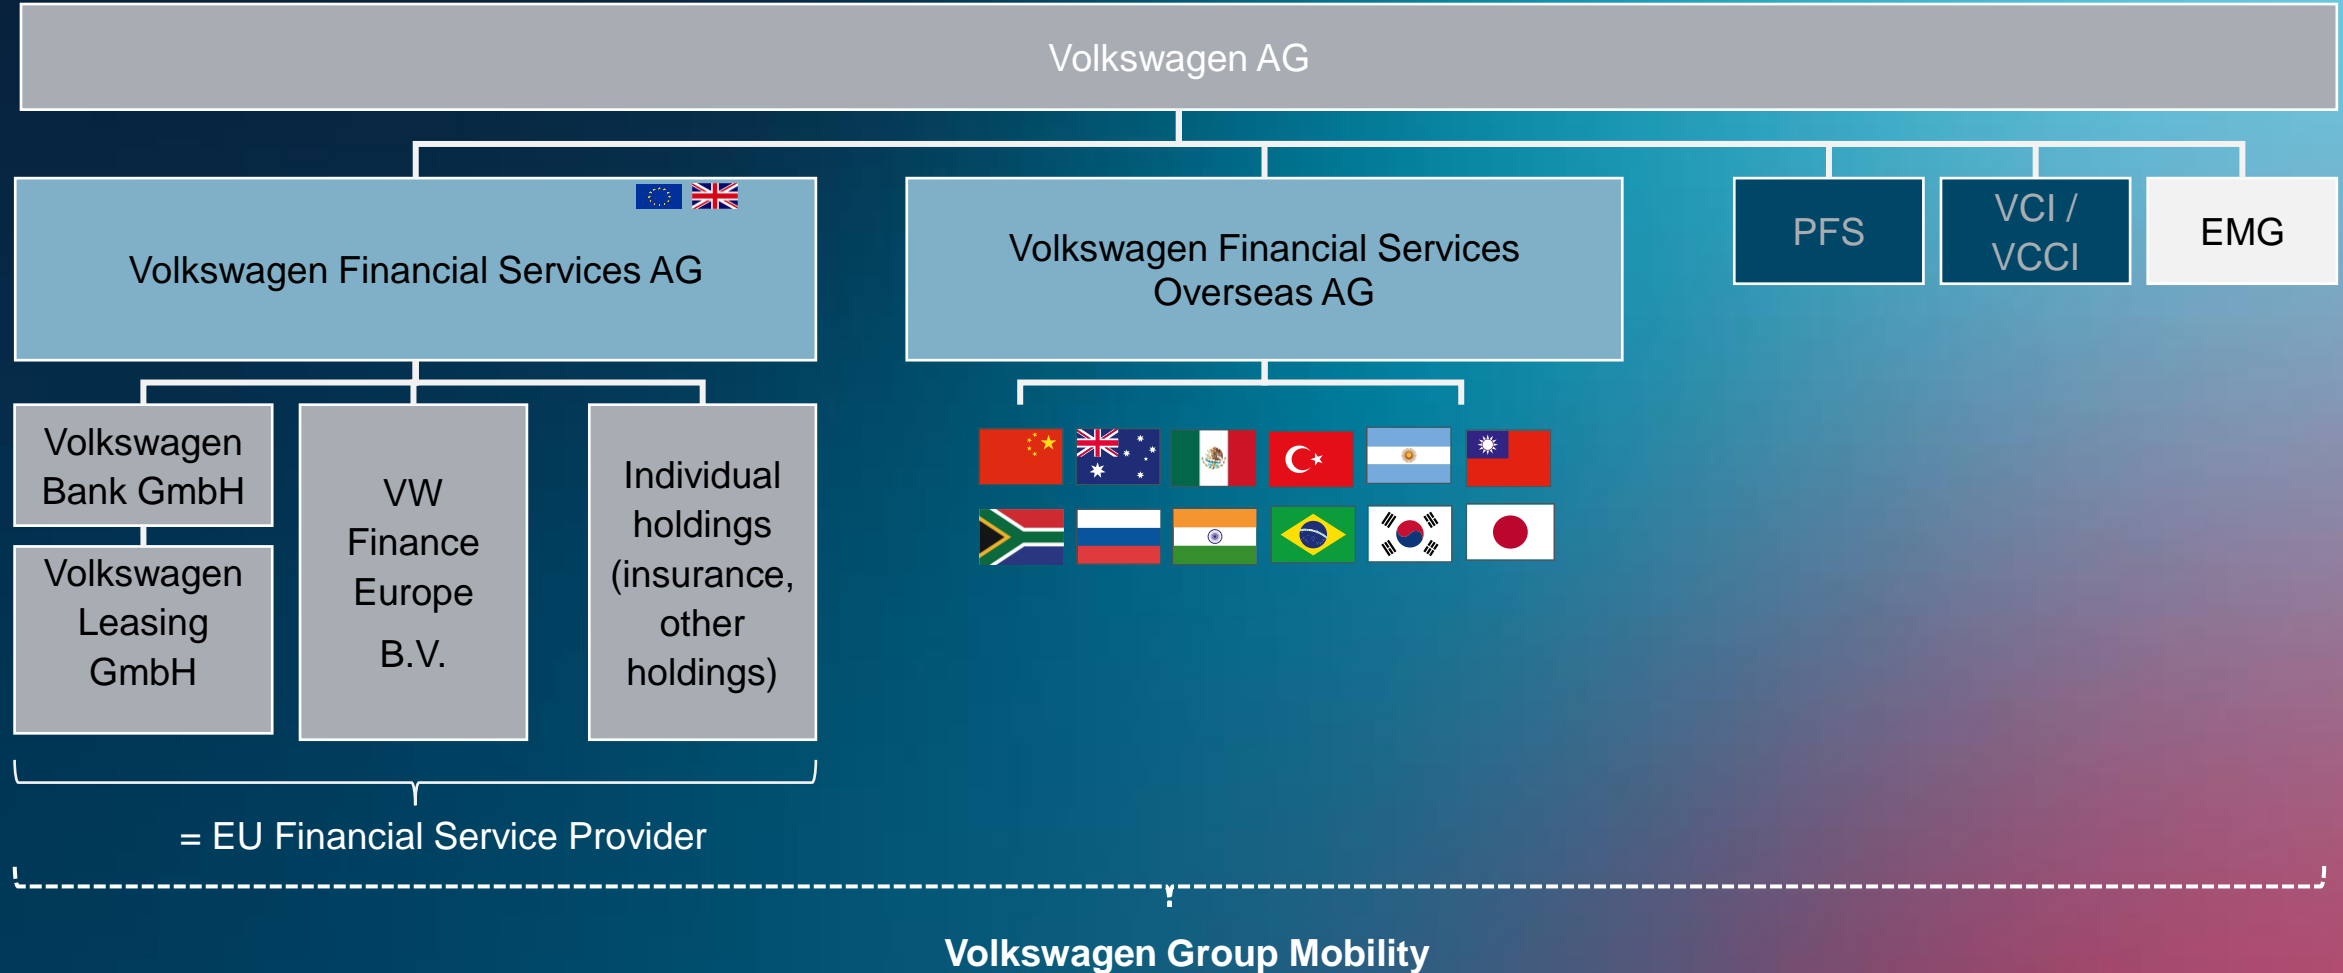 Volkswagen AG
Volkswagen Financial Services AG
Volkswagen Financial Services
Overseas AG
PFS
VCI /
VCCI
EMG
Volkswagen
Bank GmbH
Volkswagen
Leasing
GmbH
VW
Finance
Europe
B.V.
Individual
holdings
(insurance,
other
holdings)
= EU Financial Service Provider
Volkswagen Group Mobility